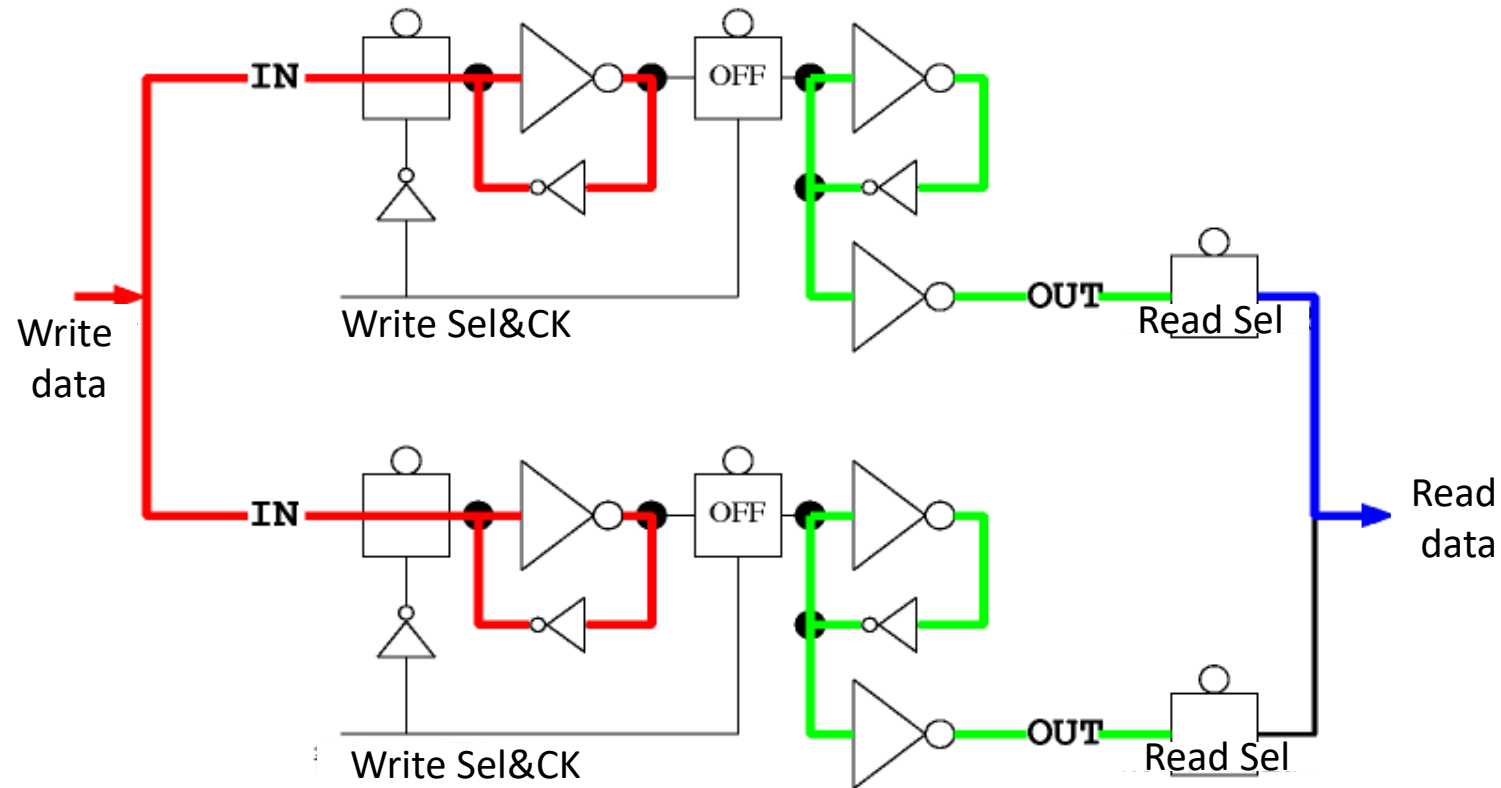 IN
OFF
OUT
Write Sel&CK
Read Sel
Write
data
IN
OFF
Read
data
OUT
Write Sel&CK
Read Sel